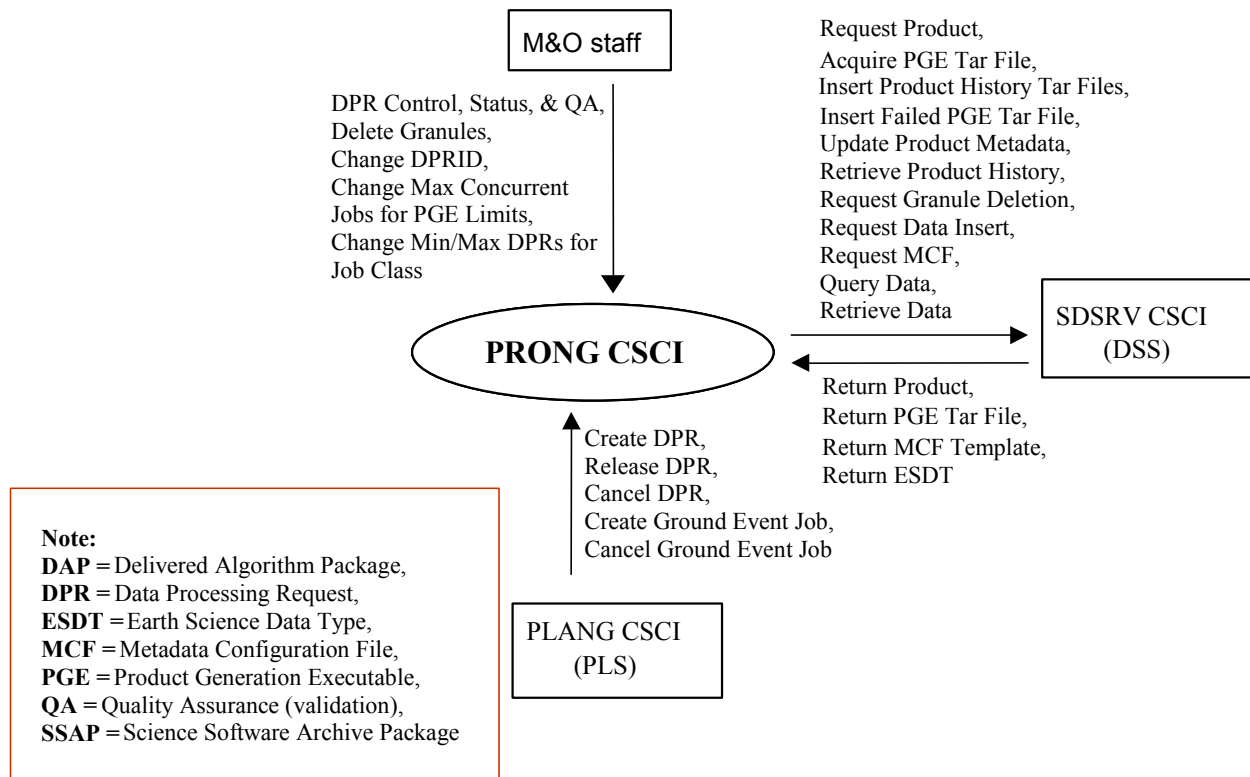 M&O staff
DPR Control, Status, & QA,
Delete Granules,
Change DPRID,
Change Max Concurrent
Jobs for PGE Limits,
Change Min/Max DPRs for
Job Class
Request Product,
Acquire PGE Tar File,
Insert Product History Tar Files,
Insert Failed PGE Tar File,
Update Product Metadata,
Retrieve Product History,
Request Granule Deletion,
Request Data Insert,
Request MCF,
Query Data,
Retrieve Data
PRONG CSCI
SDSRV CSCI
(DSS)
Return Product,
Return PGE Tar File,
Return MCF Template,
Return ESDT
Create DPR,
Release DPR,
Cancel DPR,
Create Ground Event Job,
Cancel Ground Event Job
PLANG CSCI
(PLS)
Note:
DAP = Delivered Algorithm Package,
DPR = Data Processing Request,
ESDT = Earth Science Data Type,
MCF = Metadata Configuration File,
PGE = Product Generation Executable,
QA = Quality Assurance (validation),
SSAP = Science Software Archive Package